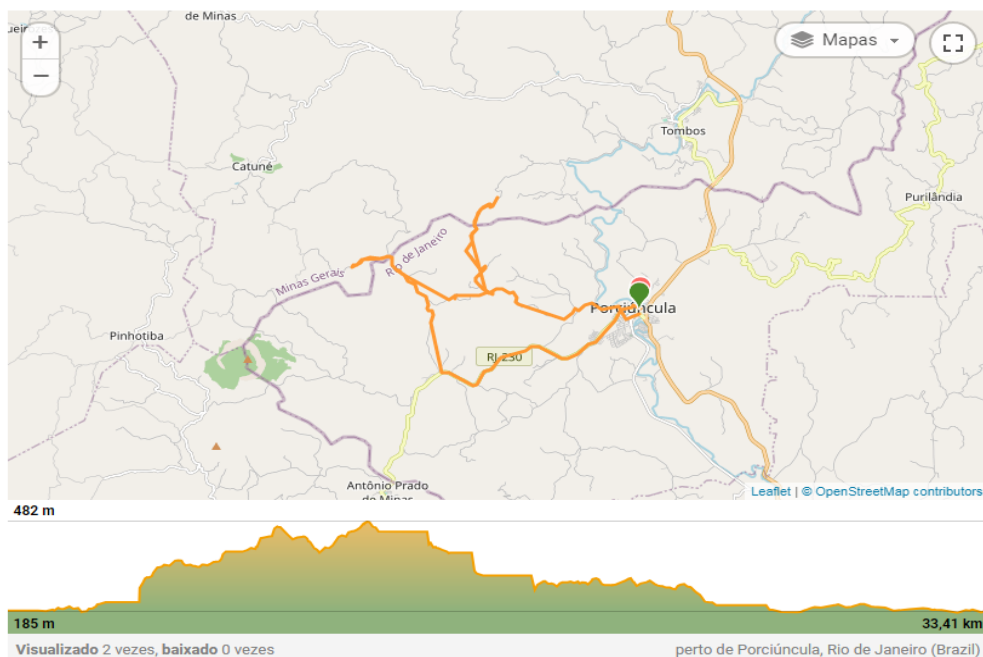 de Minas
+
Mapas
−
Tombos
Catuné
Purilândia
Rio de Janeiro
Minas Gerais
Porciúncula
Pinhotiba
RJ-230
Antônio Prado
de Minas
Leaflet | © OpenStreetMap contributors
482 m
185 m
33,41 km
Visualizado 2 vezes, baixado 0 vezes
perto de Porciúncula, Rio de Janeiro (Brazil)